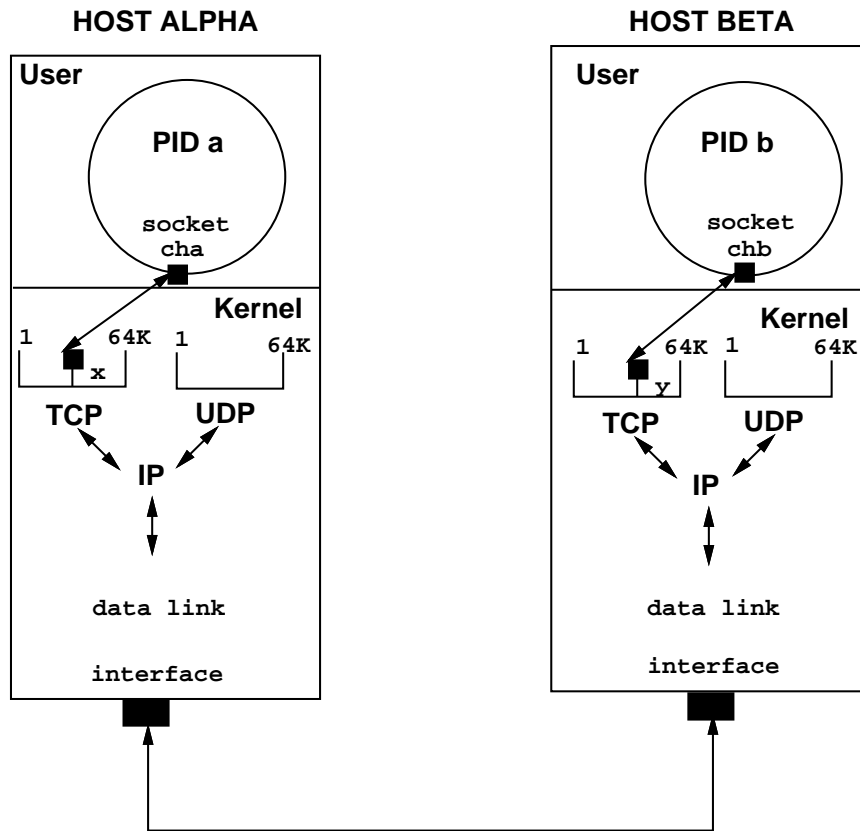 HOST ALPHA
User
PID a
socket
cha
Kernel
1 64K 1 64K
x
TCP UDP
IP
data link
interface
HOST BETA
User
PID b
socket
chb
Kernel
1 64K 1 64K
y
TCP UDP
IP
data link
interface